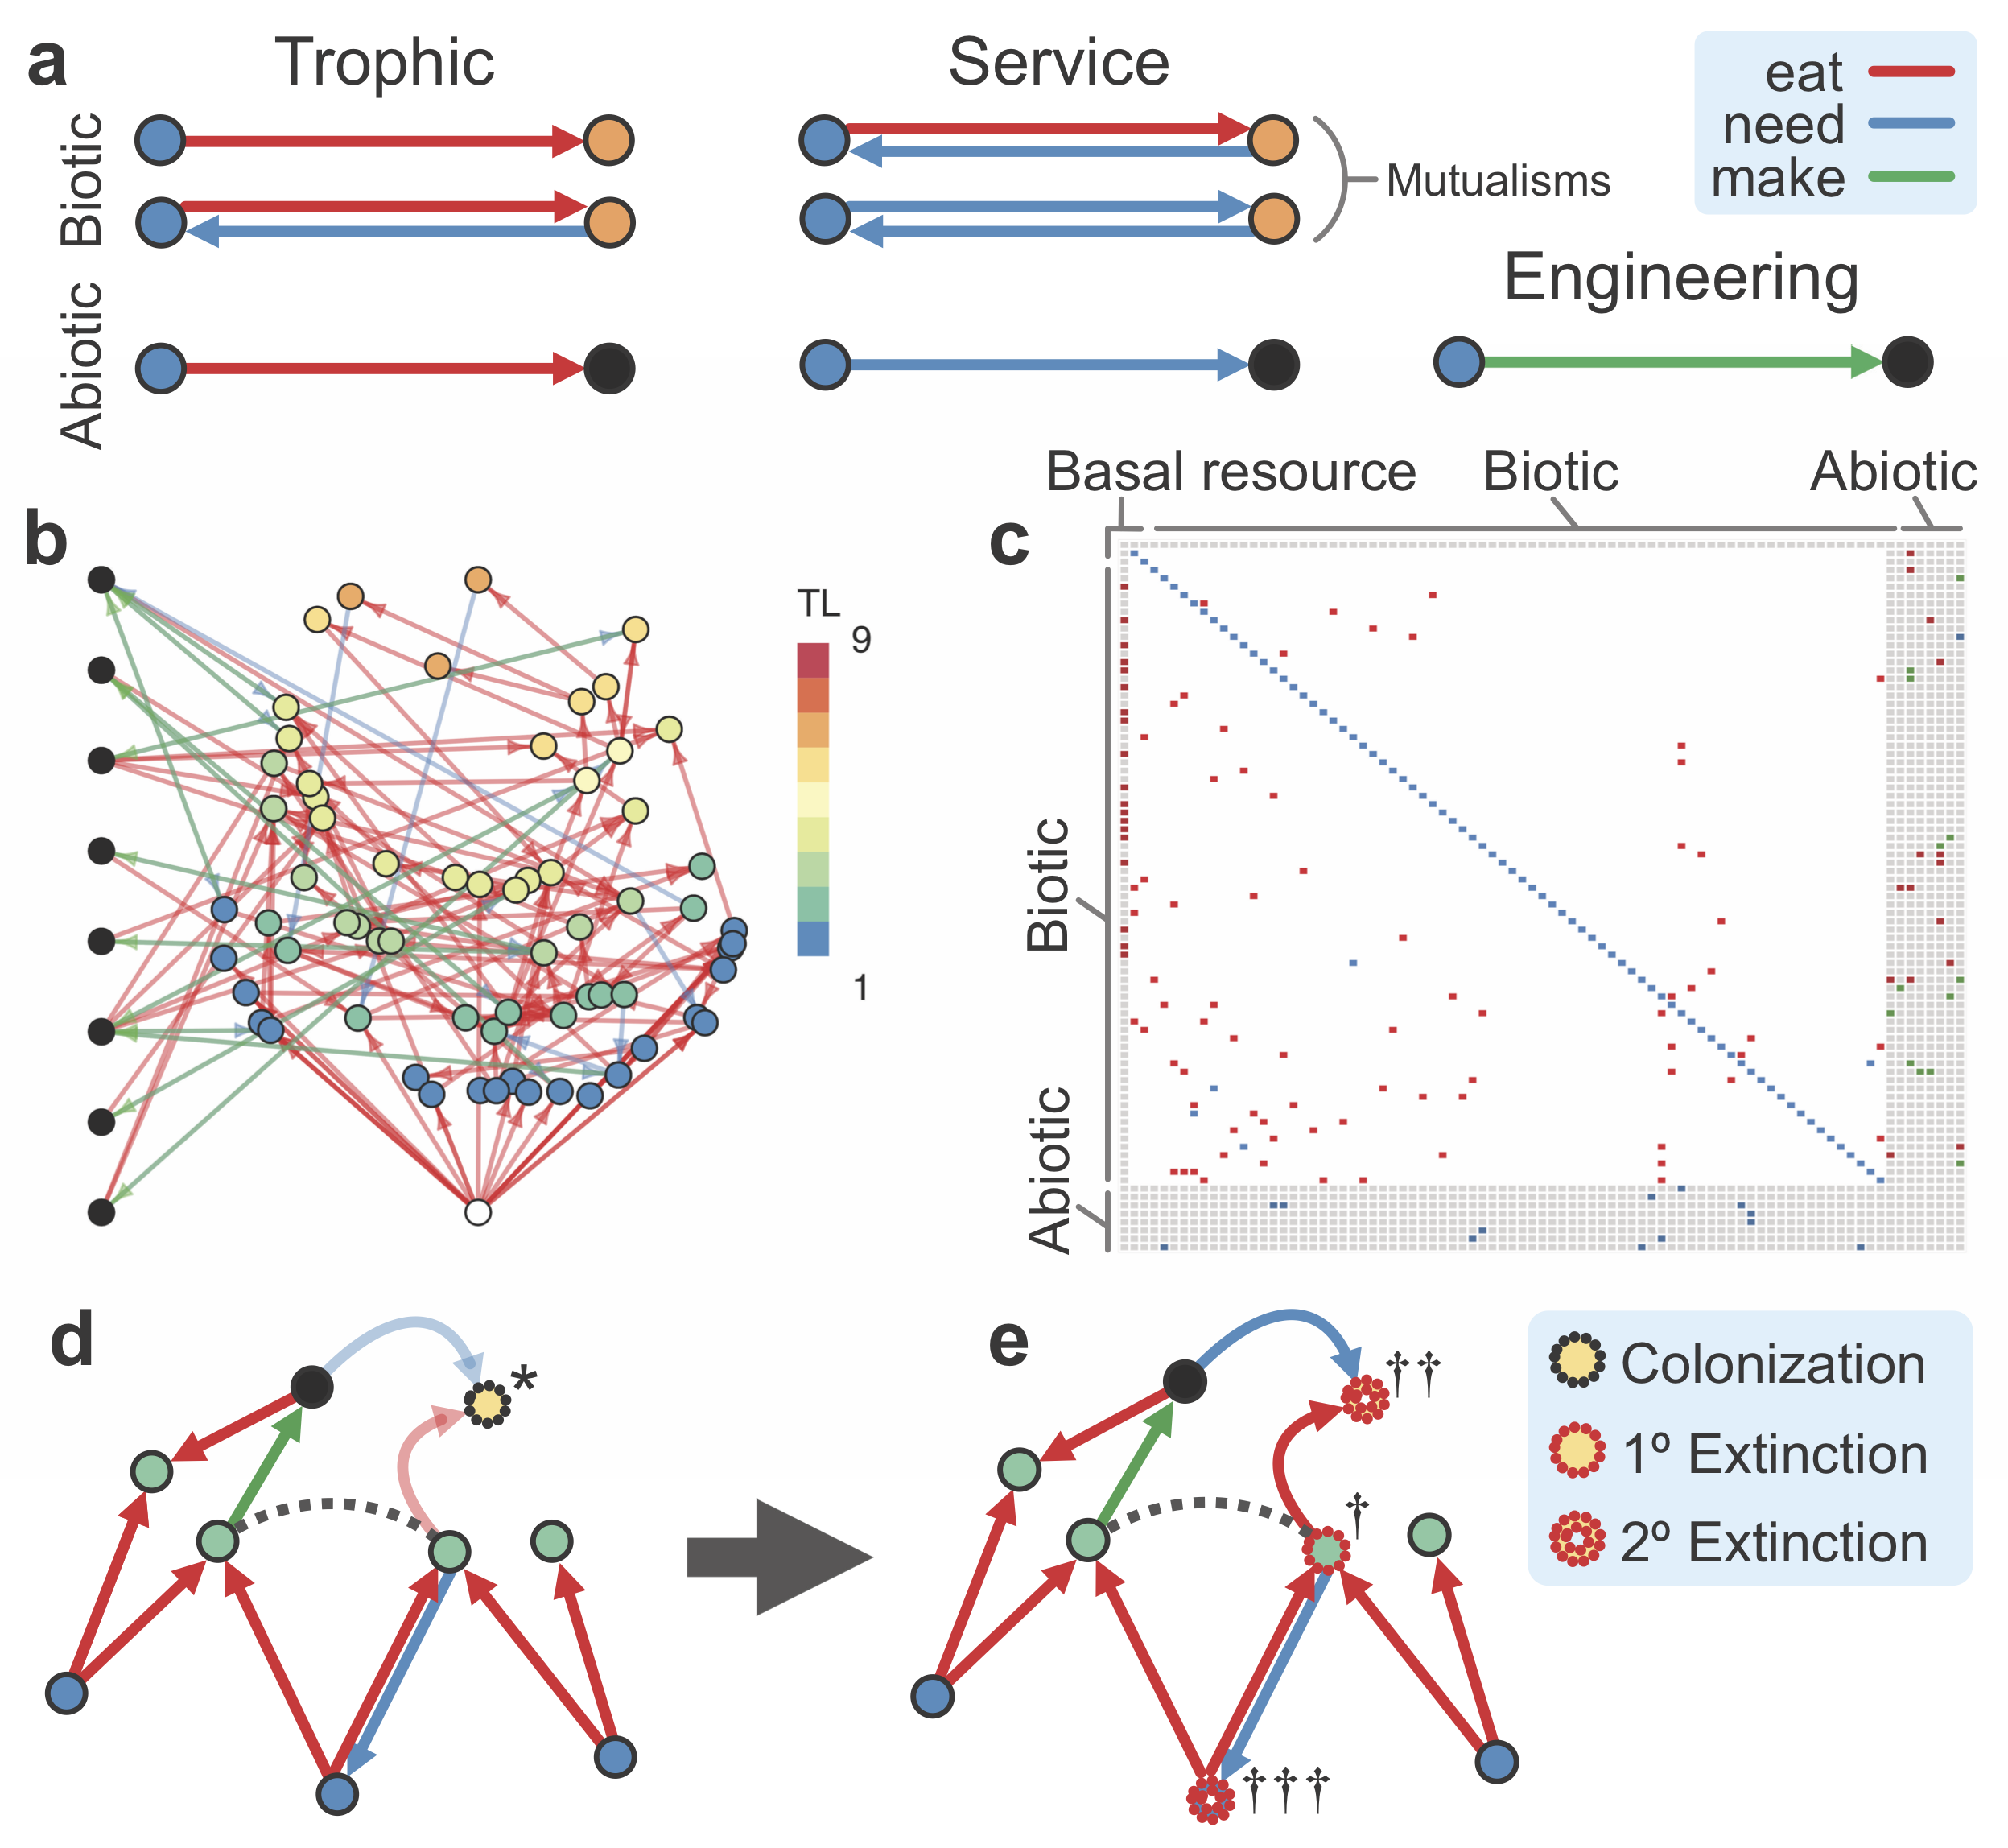 a
Trophic
Service
eat
need
make
Biotic
Mutualisms
Engineering
Abiotic
Basal resource
Biotic
Abiotic
b
c
TL
9
1
Biotic
Abiotic
d
*
e
††
†
†††
Colonization
1º Extinction
2º Extinction